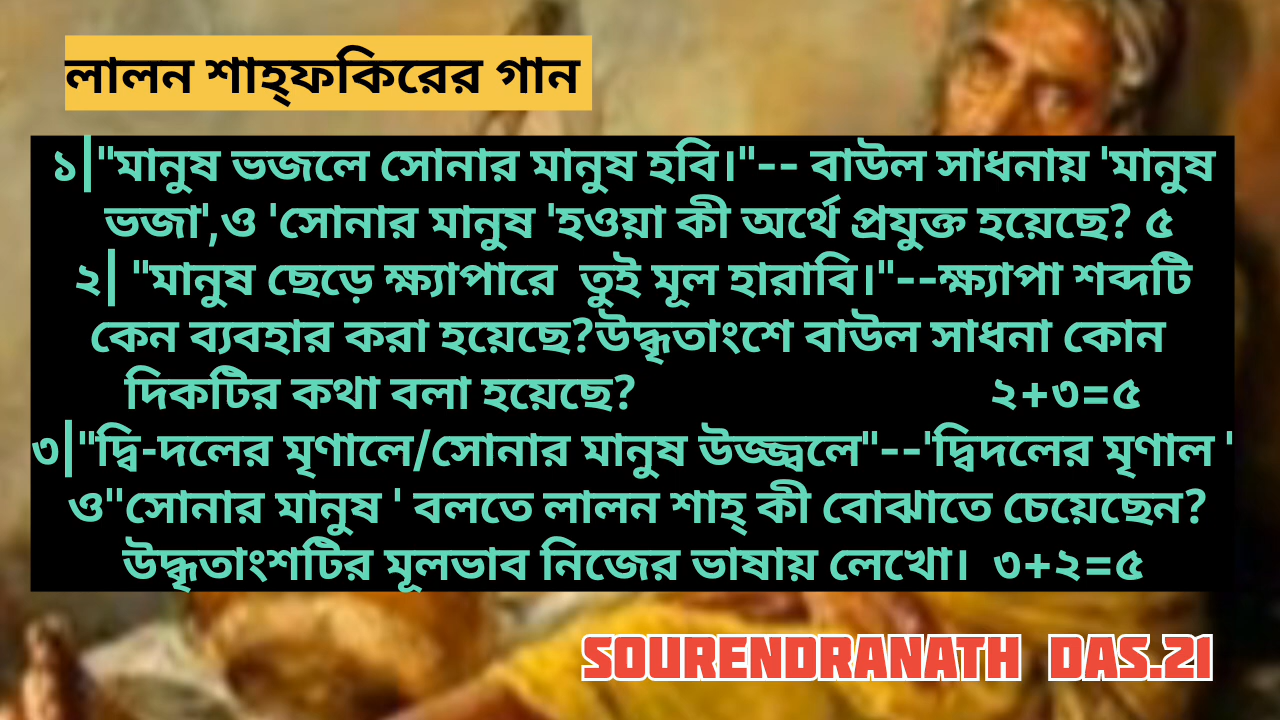 লালন শাহ্ফকিরের গান
১|"মানুষ ভজলে সোনার মানুষ হবি।"-- বাউল সাধনায় 'মানুষ
ভজা',ও 'সোনার মানুষ 'হওয়া কী অর্থে প্রযুক্ত হয়েছে? ৫
২| "মানুষ ছেড়ে ক্ষ্যাপারে তুই মূল হারাবি।"--ক্ষ্যাপা শব্দটি
কেন ব্যবহার করা হয়েছে?উদ্ধৃতাংশে বাউল সাধনা কোন
দিকটির কথা বলা হয়েছে? ২+৩=৫
৩|"দ্বি-দলের মৃণালে/সোনার মানুষ উজ্জ্বলে"--'দ্বিদলের মৃণাল '
ও"সোনার মানুষ ' বলতে লালন শাহ্ কী বোঝাতে চেয়েছেন?
উদ্ধৃতাংশটির মূলভাব নিজের ভাষায় লেখো। ৩+২=৫
SOURENDRANATH DAS.21